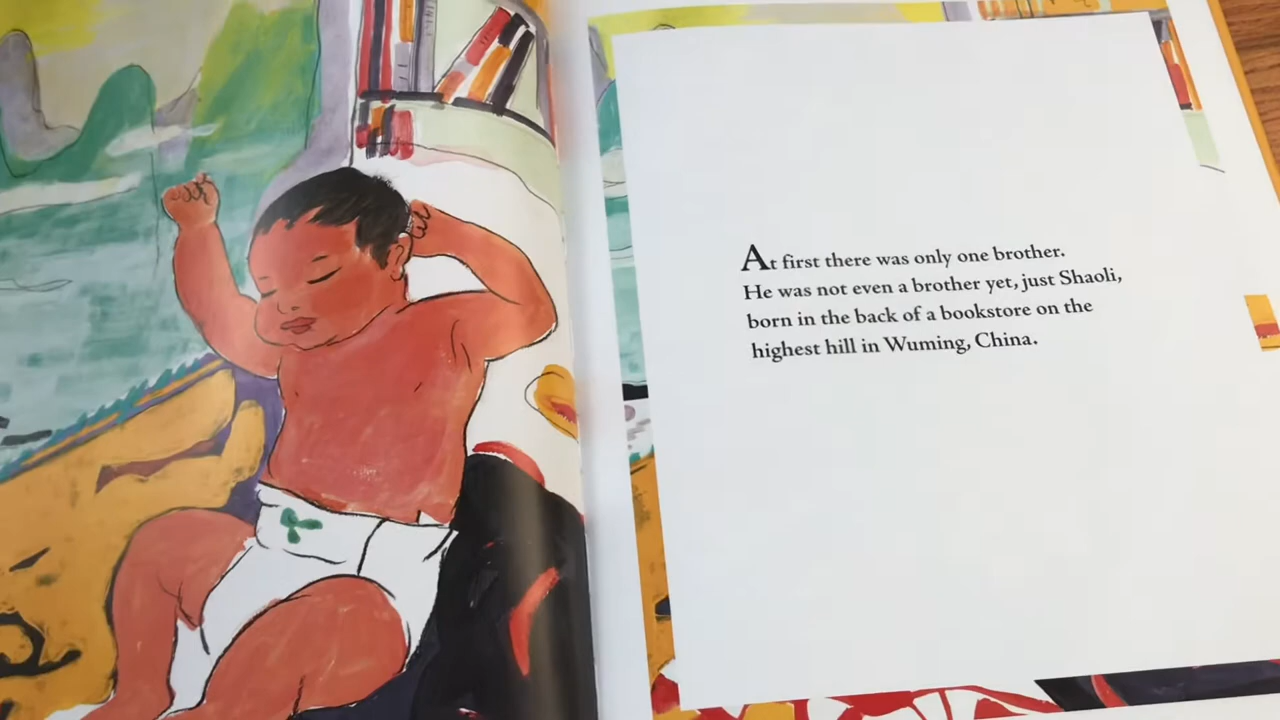 At first there was only one brother.
He was not even a brother yet, just Shaoli,
born in the back of a bookstore on the
highest hill in Wuming, China.